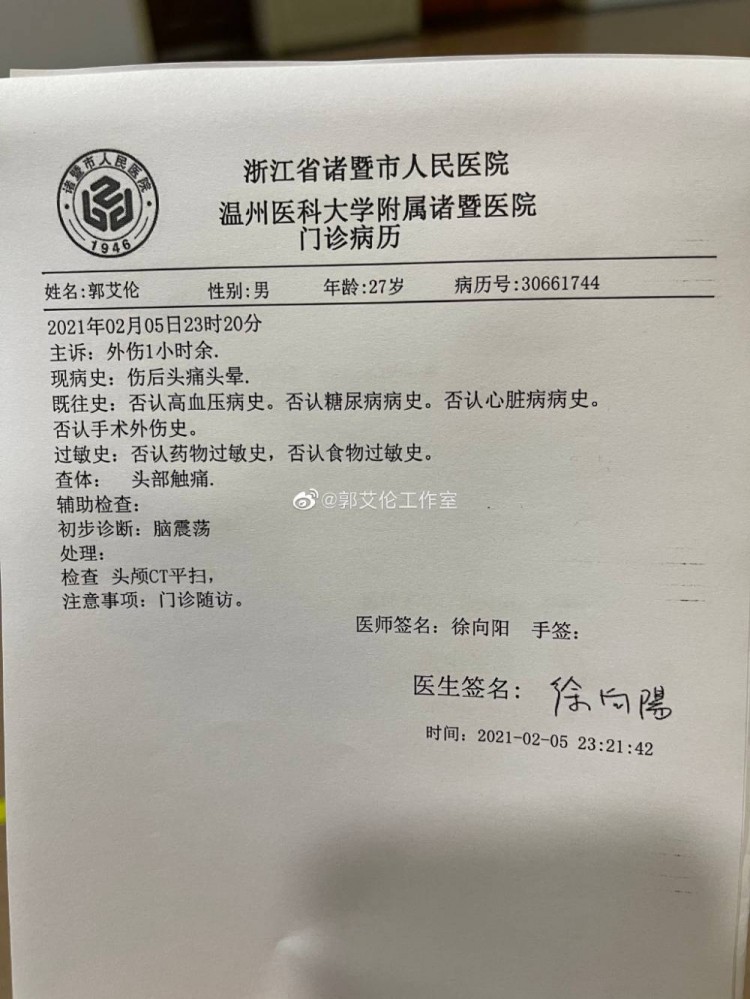 诸暨市人民医院
1946
浙江省诸暨市人民医院
温州医科大学附属诸暨医院
门诊病历
姓名:郭艾伦 性别:男 年龄:27岁 病历号:30661744
2021年02月05日23时20分
主诉：外伤1小时余.
现病史：伤后头痛头晕.
既往史：否认高血压病史。否认糖尿病病史。否认心脏病病史。
否认手术外伤史。
过敏史：否认药物过敏史，否认食物过敏史。
查体： 头部触痛.
辅助检查：
@郭艾伦工作室
初步诊断：脑震荡
处理：
检查 头颅CT平扫，
注意事项：门诊随访。
医师签名：徐向阳 手签：
医生签名：徐向陽
时间：2021-02-05 23:21:42